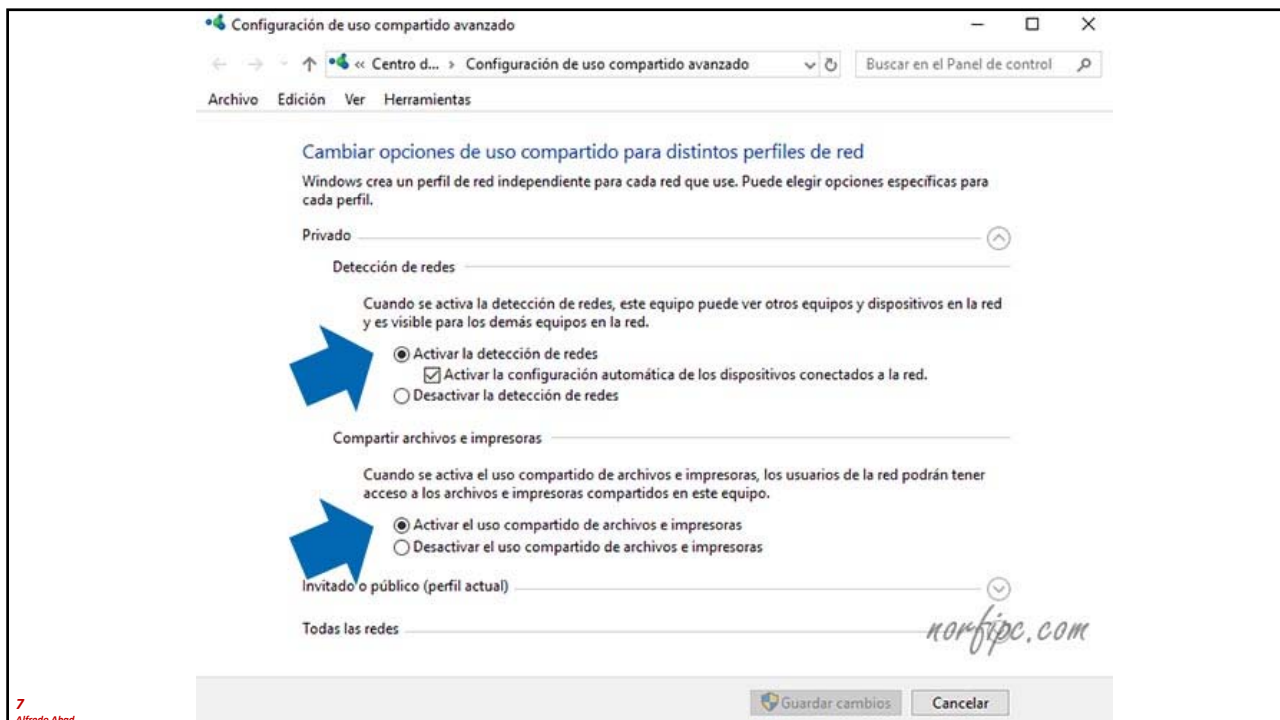 Configuración de uso compartido avanzado
« Centro d... › Configuración de uso compartido avanzado
Buscar en el Panel de control
Archivo Edición Ver Herramientas
Cambiar opciones de uso compartido para distintos perfiles de red
Windows crea un perfil de red independiente para cada red que use. Puede elegir opciones específicas para
cada perfil.
Privado
Detección de redes
Cuando se activa la detección de redes, este equipo puede ver otros equipos y dispositivos en la red
y es visible para los demás equipos en la red.
Activar la detección de redes
Activar la configuración automática de los dispositivos conectados a la red.
Desactivar la detección de redes
Compartir archivos e impresoras
Cuando se activa el uso compartido de archivos e impresoras, los usuarios de la red podrán tener
acceso a los archivos e impresoras compartidos en este equipo.
Activar el uso compartido de archivos e impresoras
Desactivar el uso compartido de archivos e impresoras
Invitado o público (perfil actual)
Todas las redes
norfipc.com
Guardar cambios Cancelar
7
Alfredo Abad